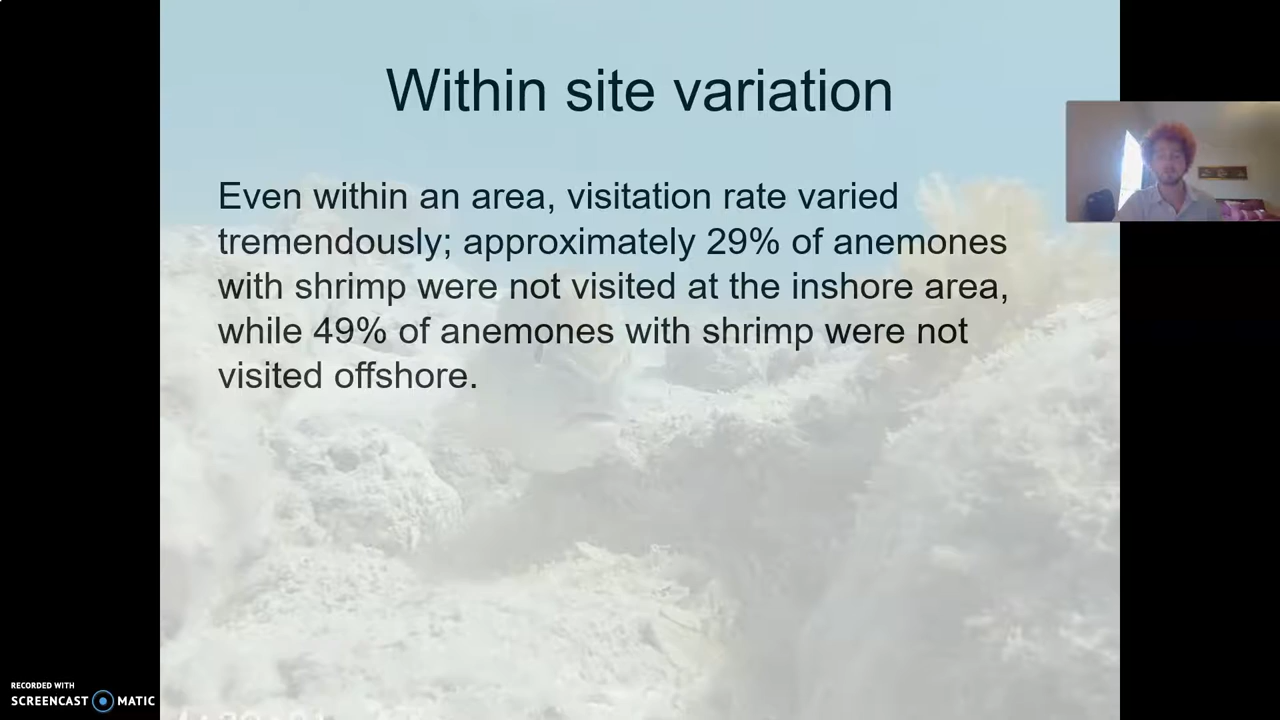 Within site variation
Even within an area, visitation rate varied
tremendously; approximately 29% of anemones
with shrimp were not visited at the inshore area,
while 49% of anemones with shrimp were not
visited offshore.
RECORDED WITH
SCREENCAST MATIC